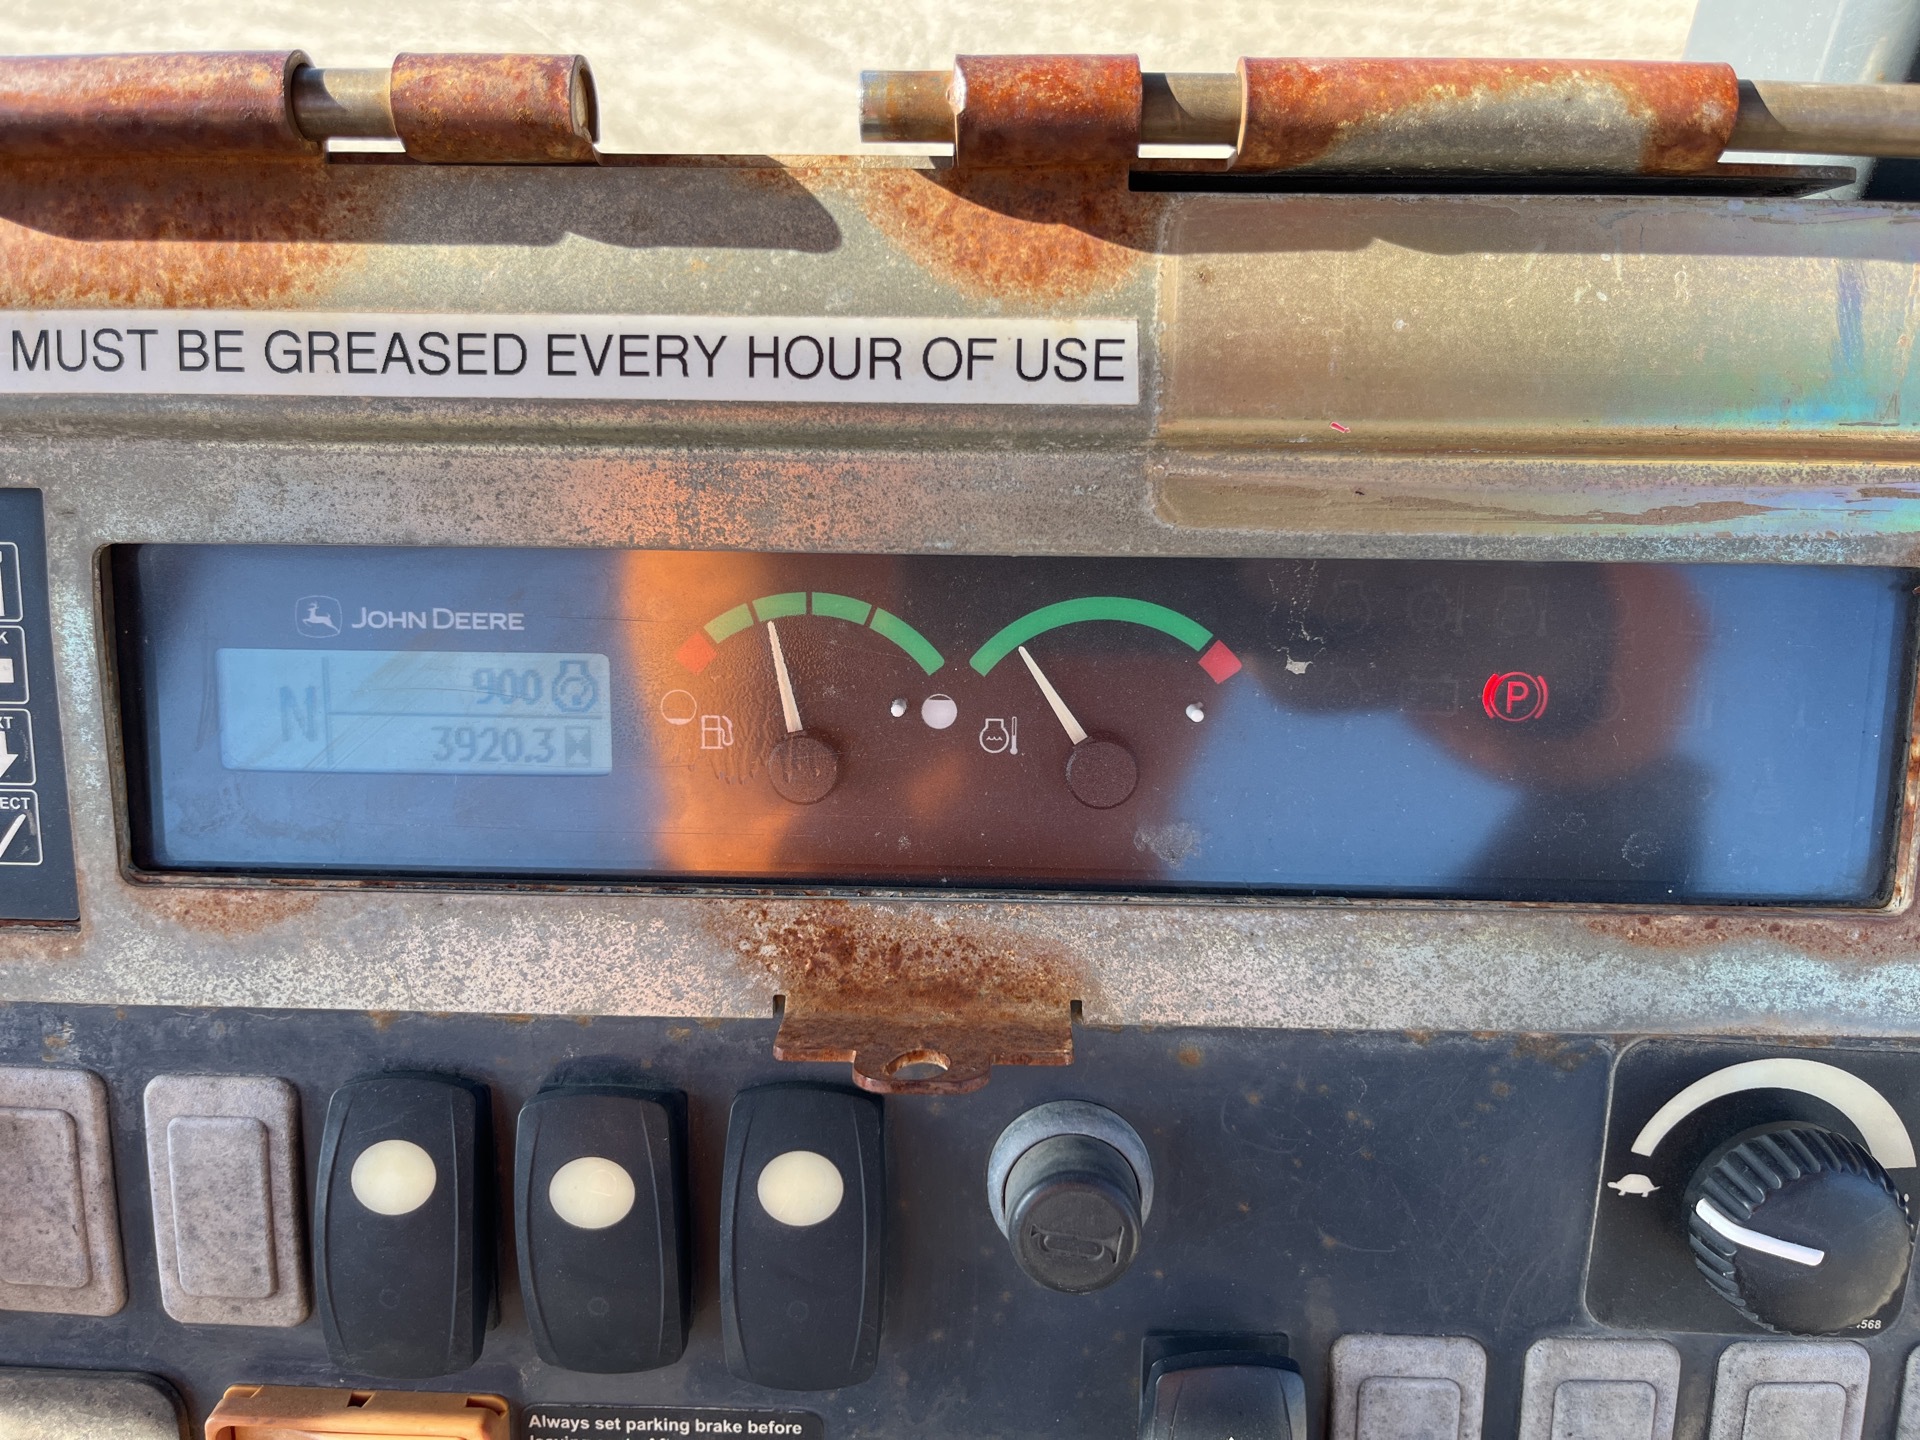 MUST BE GREASED EVERY HOUR OF USE
JOHN DEERE
N
900
3920.3
P
Always set parking brake before